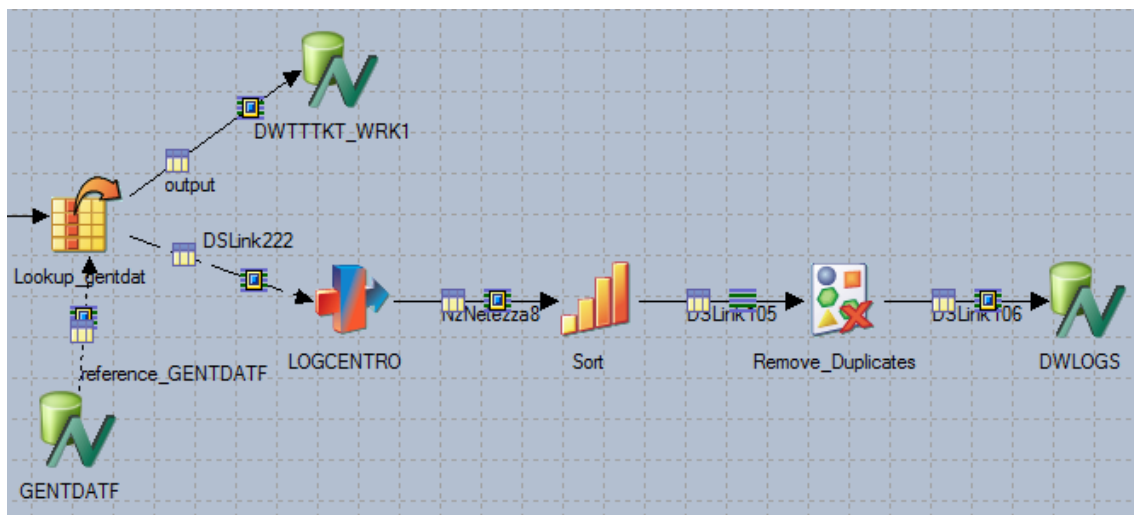 DWTTTKT_WRK1
output
DSLink222
Lookup_gentdat
NzNetezza8
DSLink105
DSLink106
reference_GENTDATF
LOGCENTRO
Sort
Remove_Duplicates
DWLOGS
GENTDATF